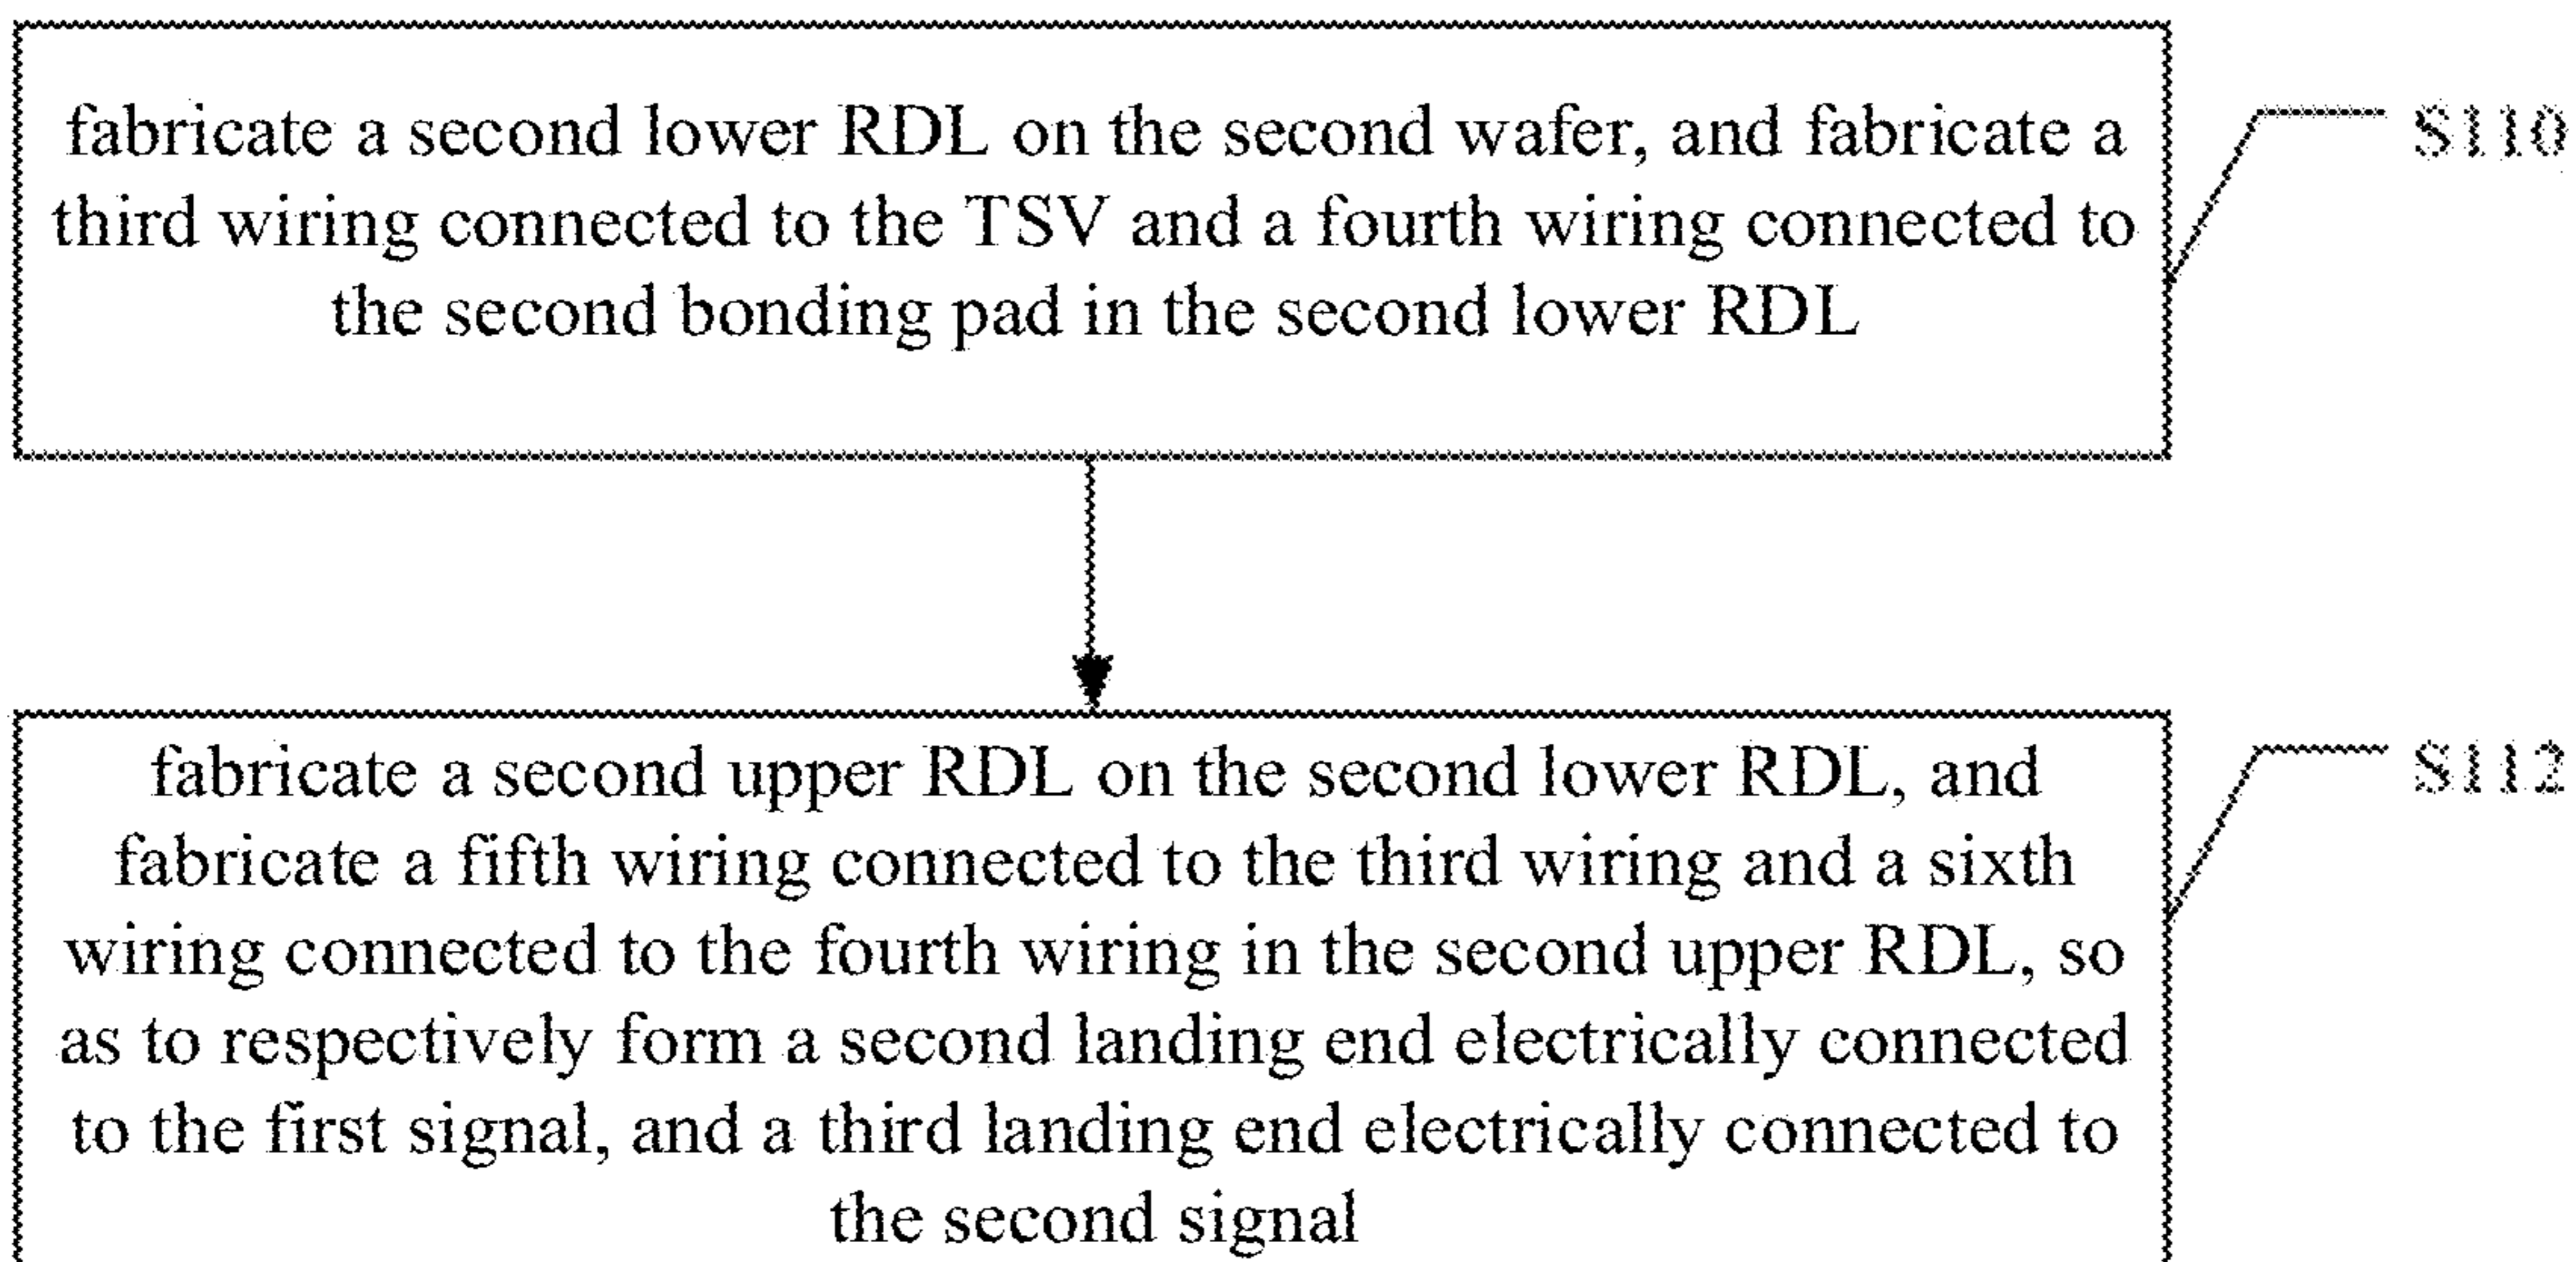 fabricate a second lower RDL on the second wafer, and fabricate a
third wiring connected to the TSV and a fourth wiring connected to
the second bonding pad in the second lower RDL
S110
fabricate a second upper RDL on the second lower RDL, and
fabricate a fifth wiring connected to the third wiring and a sixth
wiring connected to the fourth wiring in the second upper RDL, so
as to respectively form a second landing end electrically connected
to the first signal, and a third landing end electrically connected to
the second signal
S112